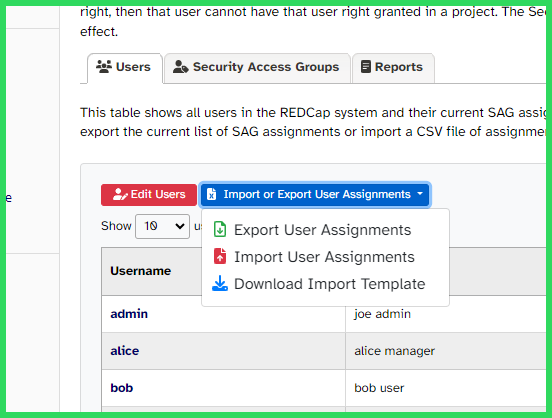 right, then that user cannot have that user right granted in a project. The
effect.
Users
Security Access Groups
Reports
This table shows all users in the REDCap system and their current SAG
export the current list of SAG assignments or import a CSV file of
e
Edit Users
Import or Export User Assignments
Show 10
Export User Assignments
Import User Assignments
Download Import Template
Username
admin joe admin
alice alice manager
bob bob user